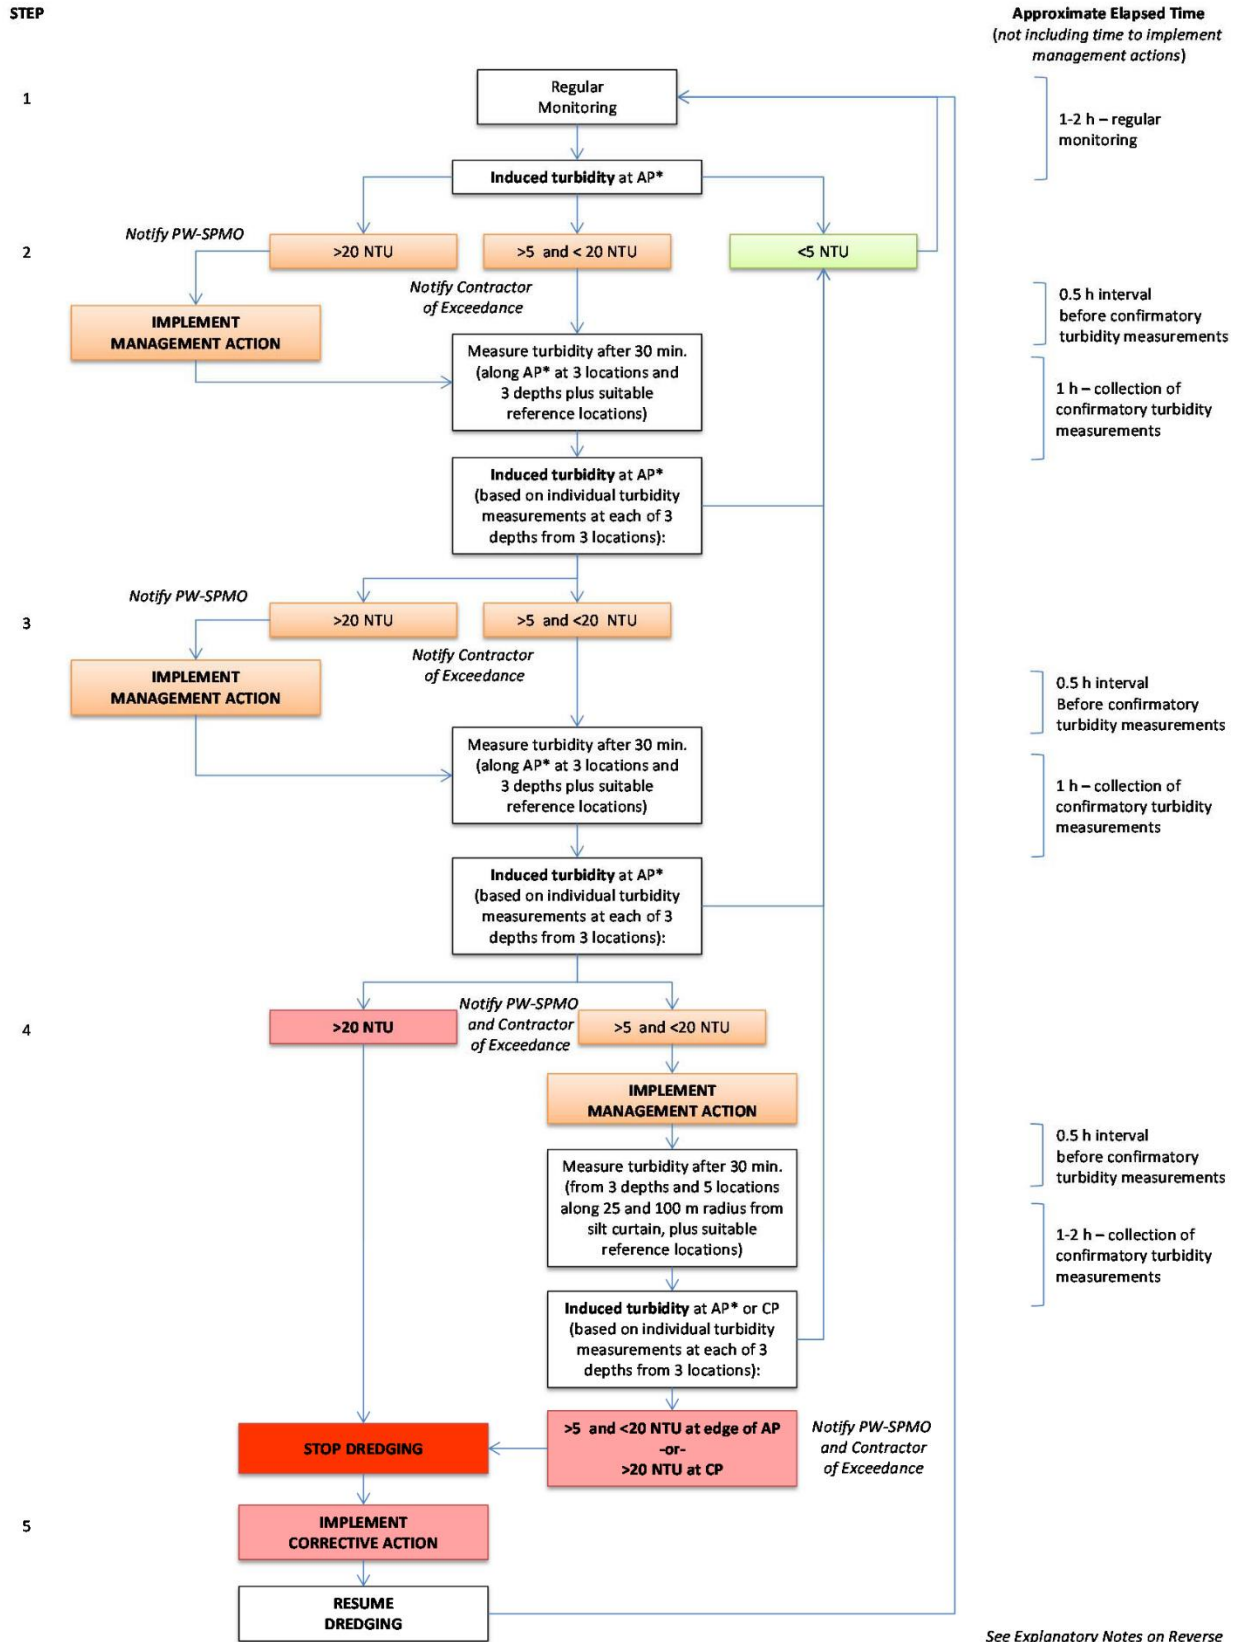 STEP
Approximate Elapsed Time
(not including time to implement
management actions)
1
Regular
Monitoring
1-2 h – regular
monitoring
Induced turbidity at AP*
Notify PW-SPMO
2
>20 NTU
>5 and < 20 NTU
<5 NTU
Notify Contractor
of Exceedance
0.5 h interval
before confirmatory
turbidity measurements
IMPLEMENT
MANAGEMENT ACTION
Measure turbidity after 30 min.
(along AP* at 3 locations and
3 depths plus suitable
reference locations)
1 h – collection of
confirmatory turbidity
measurements
Induced turbidity at AP*
(based on individual turbidity
measurements at each of 3
depths from 3 locations):
Notify PW-SPMO
3
>20 NTU
>5 and <20 NTU
Notify Contractor
of Exceedance
IMPLEMENT
MANAGEMENT ACTION
0.5 h interval
Before confirmatory
turbidity measurements
Measure turbidity after 30 min.
(along AP* at 3 locations and
3 depths plus suitable
reference locations)
1 h – collection of
confirmatory turbidity
measurements
Induced turbidity at AP*
(based on individual turbidity
measurements at each of 3
depths from 3 locations):
4
>20 NTU
Notify PW-SPMO
and Contractor
of Exceedance
>5 and <20 NTU
IMPLEMENT
MANAGEMENT ACTION
0.5 h interval
before confirmatory
turbidity measurements
Measure turbidity after 30 min.
(from 3 depths and 5 locations
along 25 and 100 m radius from
silt curtain, plus suitable
reference locations)
1-2 h – collection of
confirmatory turbidity
measurements
Induced turbidity at AP* or CP
(based on individual turbidity
measurements at each of 3
depths from 3 locations):
STOP DREDGING
>5 and <20 NTU at edge of AP
-or-
>20 NTU at CP
Notify PW-SPMO
and Contractor
of Exceedance
5
IMPLEMENT
CORRECTIVE ACTION
RESUME
DREDGING
See Explanatory Notes on Reverse